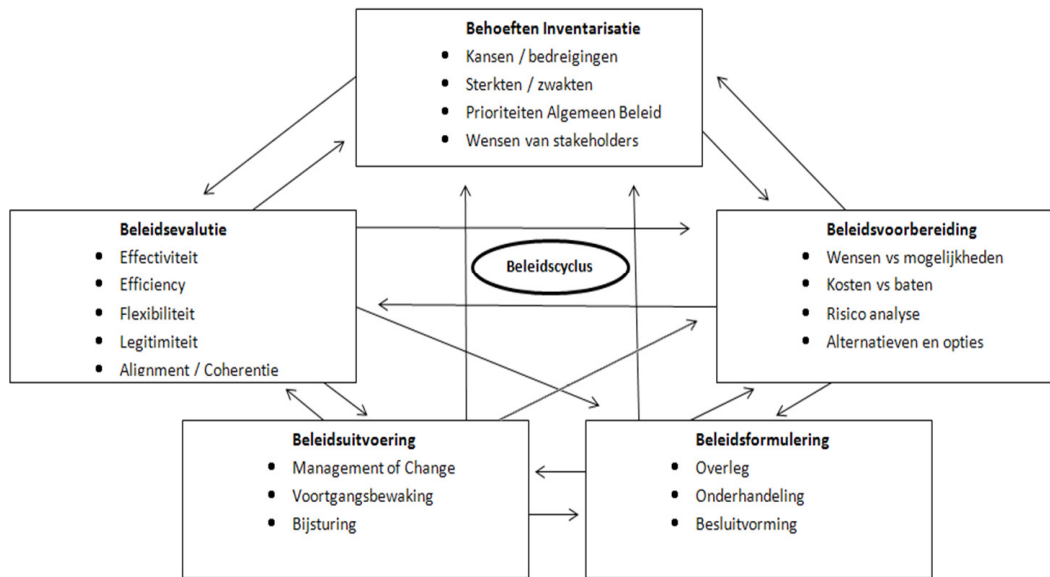 Behoeften Inventarisatie
• Kansen / bedreigingen
• Sterkten / zwakten
• Prioriteiten Algemeen Beleid
• Wensen van stakeholders
Beleidsevalutie
• Effectiviteit
• Efficiency
• Flexibiliteit
• Legitimiteit
• Alignment / Coherentie
Beleidscyclus
Beleidsvoorbereiding
• Wensen vs mogelijkheden
• Kosten vs baten
• Risico analyse
• Alternatieven en opties
Beleidsuitvoering
• Management of Change
• Voortgangsbewaking
• Bijsturing
Beleidsformulering
• Overleg
• Onderhandeling
• Besluitvorming